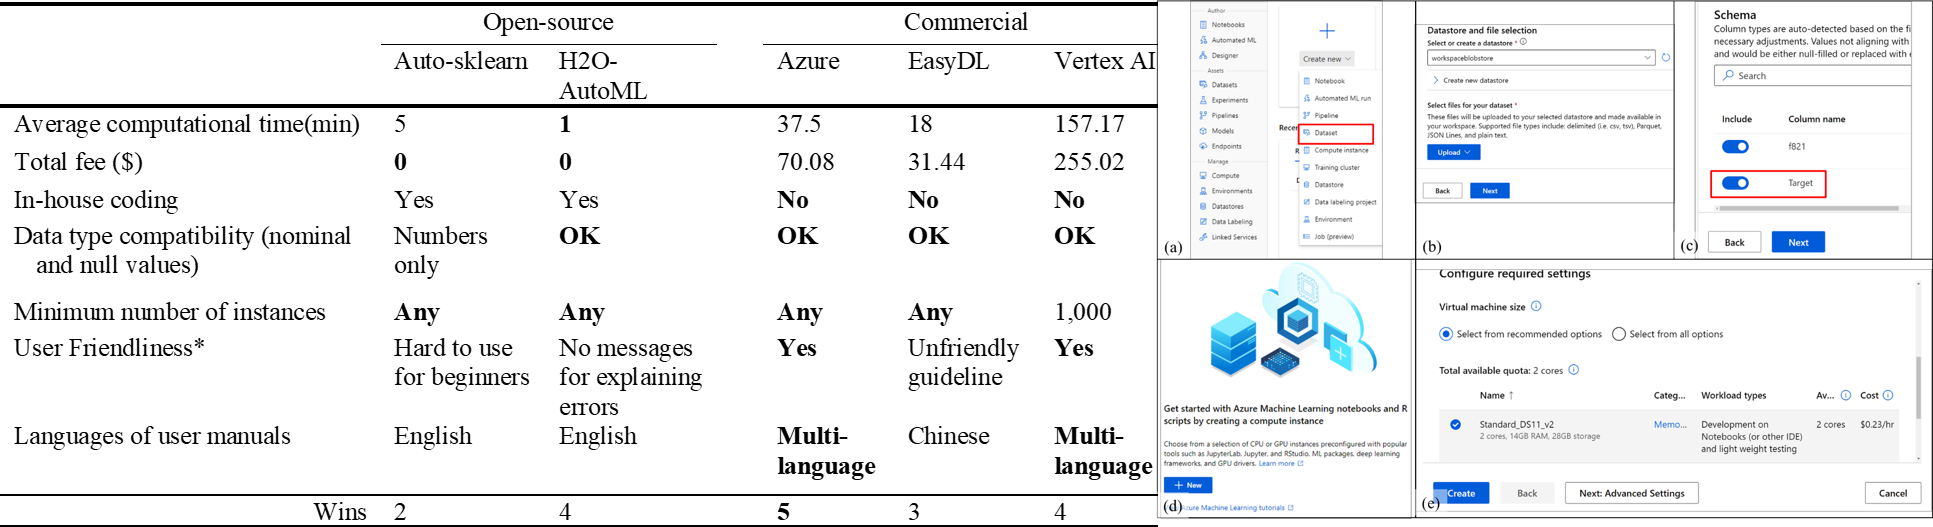 Open-source Commercial
Auto-sklearn H2O- Azure EasyDL Vertex AI
AutoML
Average computational time(min) 5 1 37.5 18 157.17
Total fee ($) 0 0 70.08 31.44 255.02
In-house coding Yes Yes No No No
Data type compatibility (nominal Numbers OK OK OK OK
and null values) only
Minimum number of instances Any Any Any Any 1,000
User Friendliness* Hard to use No messages Yes Unfriendly Yes
for beginners for explaining guideline
errors
Languages of user manuals English English Multi- Chinese Multi-
language language
Wins 2 4 5 3 4
Author
Notebooks
Automated ML
Designer
Assets
Datasets
Experiments
Pipelines
Models
Endpoints
Manage
Compute
Environments
Datastores
Data Labeling
Linked Services
Create new
Notebook
Automated ML run
Pipeline
Dataset
Compute instance
Training cluster
Datastore
Data labeling project
Environment
Job (preview)
Recen
(a)
Datastore and file selection
Select or create a datastore *
workspaceblobstore
Create new datastore
Select files for your dataset *
These files will be uploaded to your selected datastore and made available in
your workspace. Supported file types include: delimited (i.e. csv, tsv), Parquet,
JSON Lines, and plain text.
Upload
Back Next
(b)
Schema
Column types are auto-detected based on the fi
necessary adjustments. Values not aligning with
and would be either null-filled or replaced with e
Search
Include Column name
f821
Target
Back Next
(c)
Get started with Azure Machine Learning notebooks and R
scripts by creating a compute instance
Choose from a selection of CPU or GPU instances preconfigured with popular
tools such as JupyterLab, Jupyter, and RStudio, ML packages, deep learning
frameworks, and GPU drivers. Learn more
+ New
(d) Azure Machine Learning tutorials
Configure required settings
Virtual machine size
Select from recommended options Select from all options
Total available quota: 2 cores
Name ↑ Categ... Workload types Av... Cost
Standard_DS11_v2 Memo... Development on 2 cores $0.23/hr
2 cores, 14GB RAM, 28GB storage Notebooks (or other IDE)
and light weight testing
(e) Create Back Next: Advanced Settings Cancel